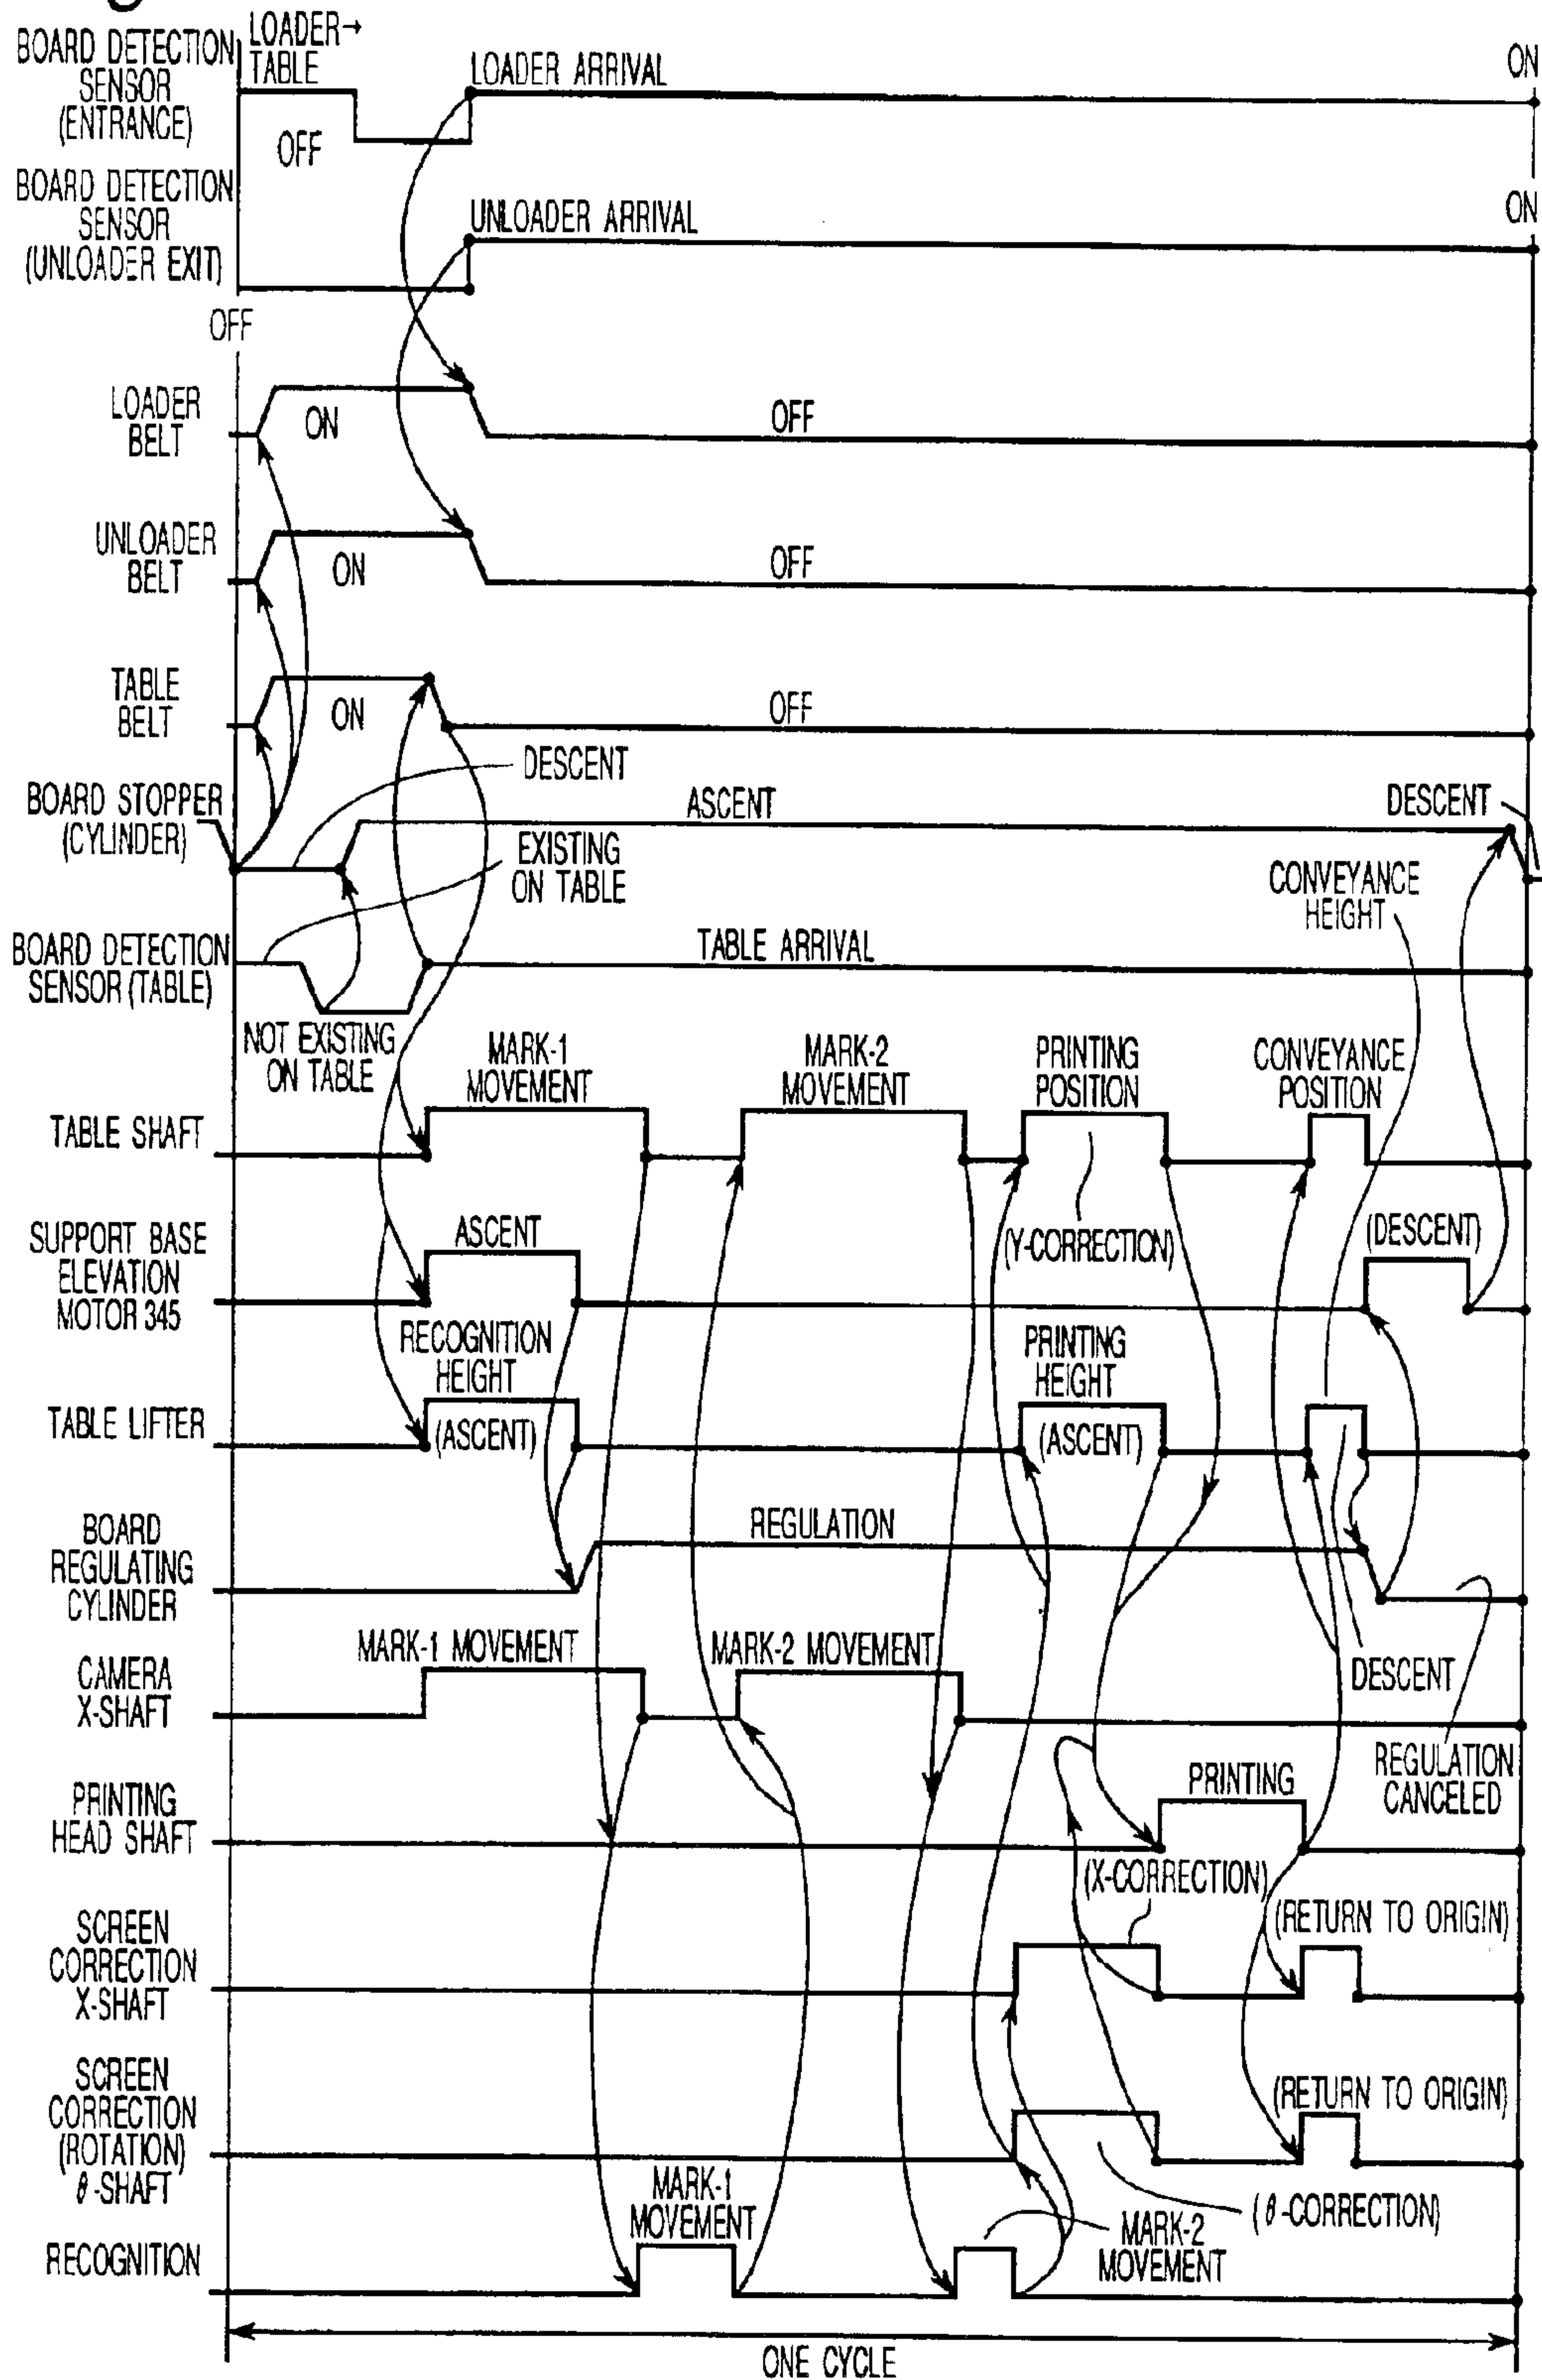 LOADER→
TABLE
BOARD DETECTION
SENSOR
(ENTRANCE)
OFF
LOADER ARRIVAL
ON
BOARD DETECTION
SENSOR
(UNLOADER EXIT)
OFF
UNLOADER ARRIVAL
ON
LOADER
BELT
ON
OFF
UNLOADER
BELT
ON
OFF
TABLE
BELT
ON
OFF
DESCENT
BOARD STOPPER
(CYLINDER)
ASCENT
DESCENT
EXISTING
ON TABLE
CONVEYANCE
HEIGHT
BOARD DETECTION
SENSOR (TABLE)
TABLE ARRIVAL
NOT EXISTING
ON TABLE
MARK-1
MOVEMENT
MARK-2
MOVEMENT
PRINTING
POSITION
CONVEYANCE
POSITION
TABLE SHAFT
(Y-CORRECTION)
SUPPORT BASE
ELEVATION
MOTOR 345
ASCENT
(DESCENT)
RECOGNITION
HEIGHT
PRINTING
HEIGHT
TABLE LIFTER
(ASCENT)
(ASCENT)
BOARD
REGULATING
CYLINDER
REGULATION
DESCENT
REGULATION
CANCELED
CAMERA
X-SHAFT
MARK-1 MOVEMENT
MARK-2 MOVEMENT
PRINTING
HEAD SHAFT
PRINTING
(X-CORRECTION)
SCREEN
CORRECTION
X-SHAFT
(RETURN TO ORIGIN)
SCREEN
CORRECTION
(ROTATION)
θ-SHAFT
(RETURN TO ORIGIN)
(θ-CORRECTION)
RECOGNITION
MARK-1
MOVEMENT
MARK-2
MOVEMENT
ONE CYCLE